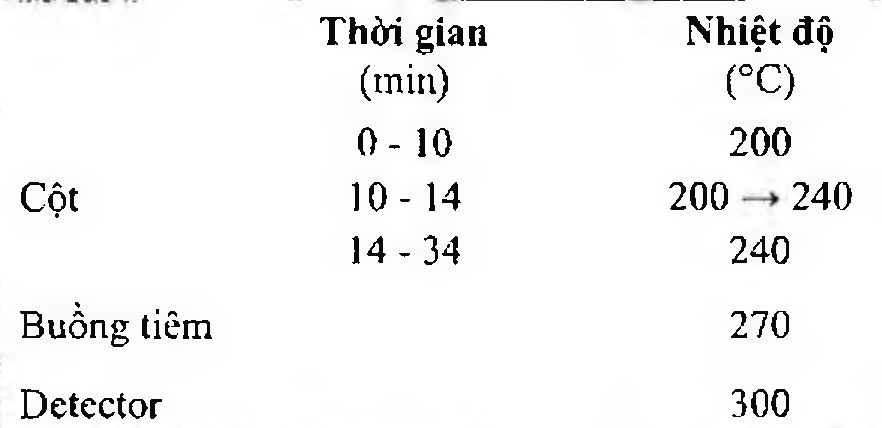 Thời gian Nhiệt độ
(min) (°C)
0 - 10 200
Cột 10 - 14 200 → 240
14 - 34 240
Buồng tiêm 270
Detector 300